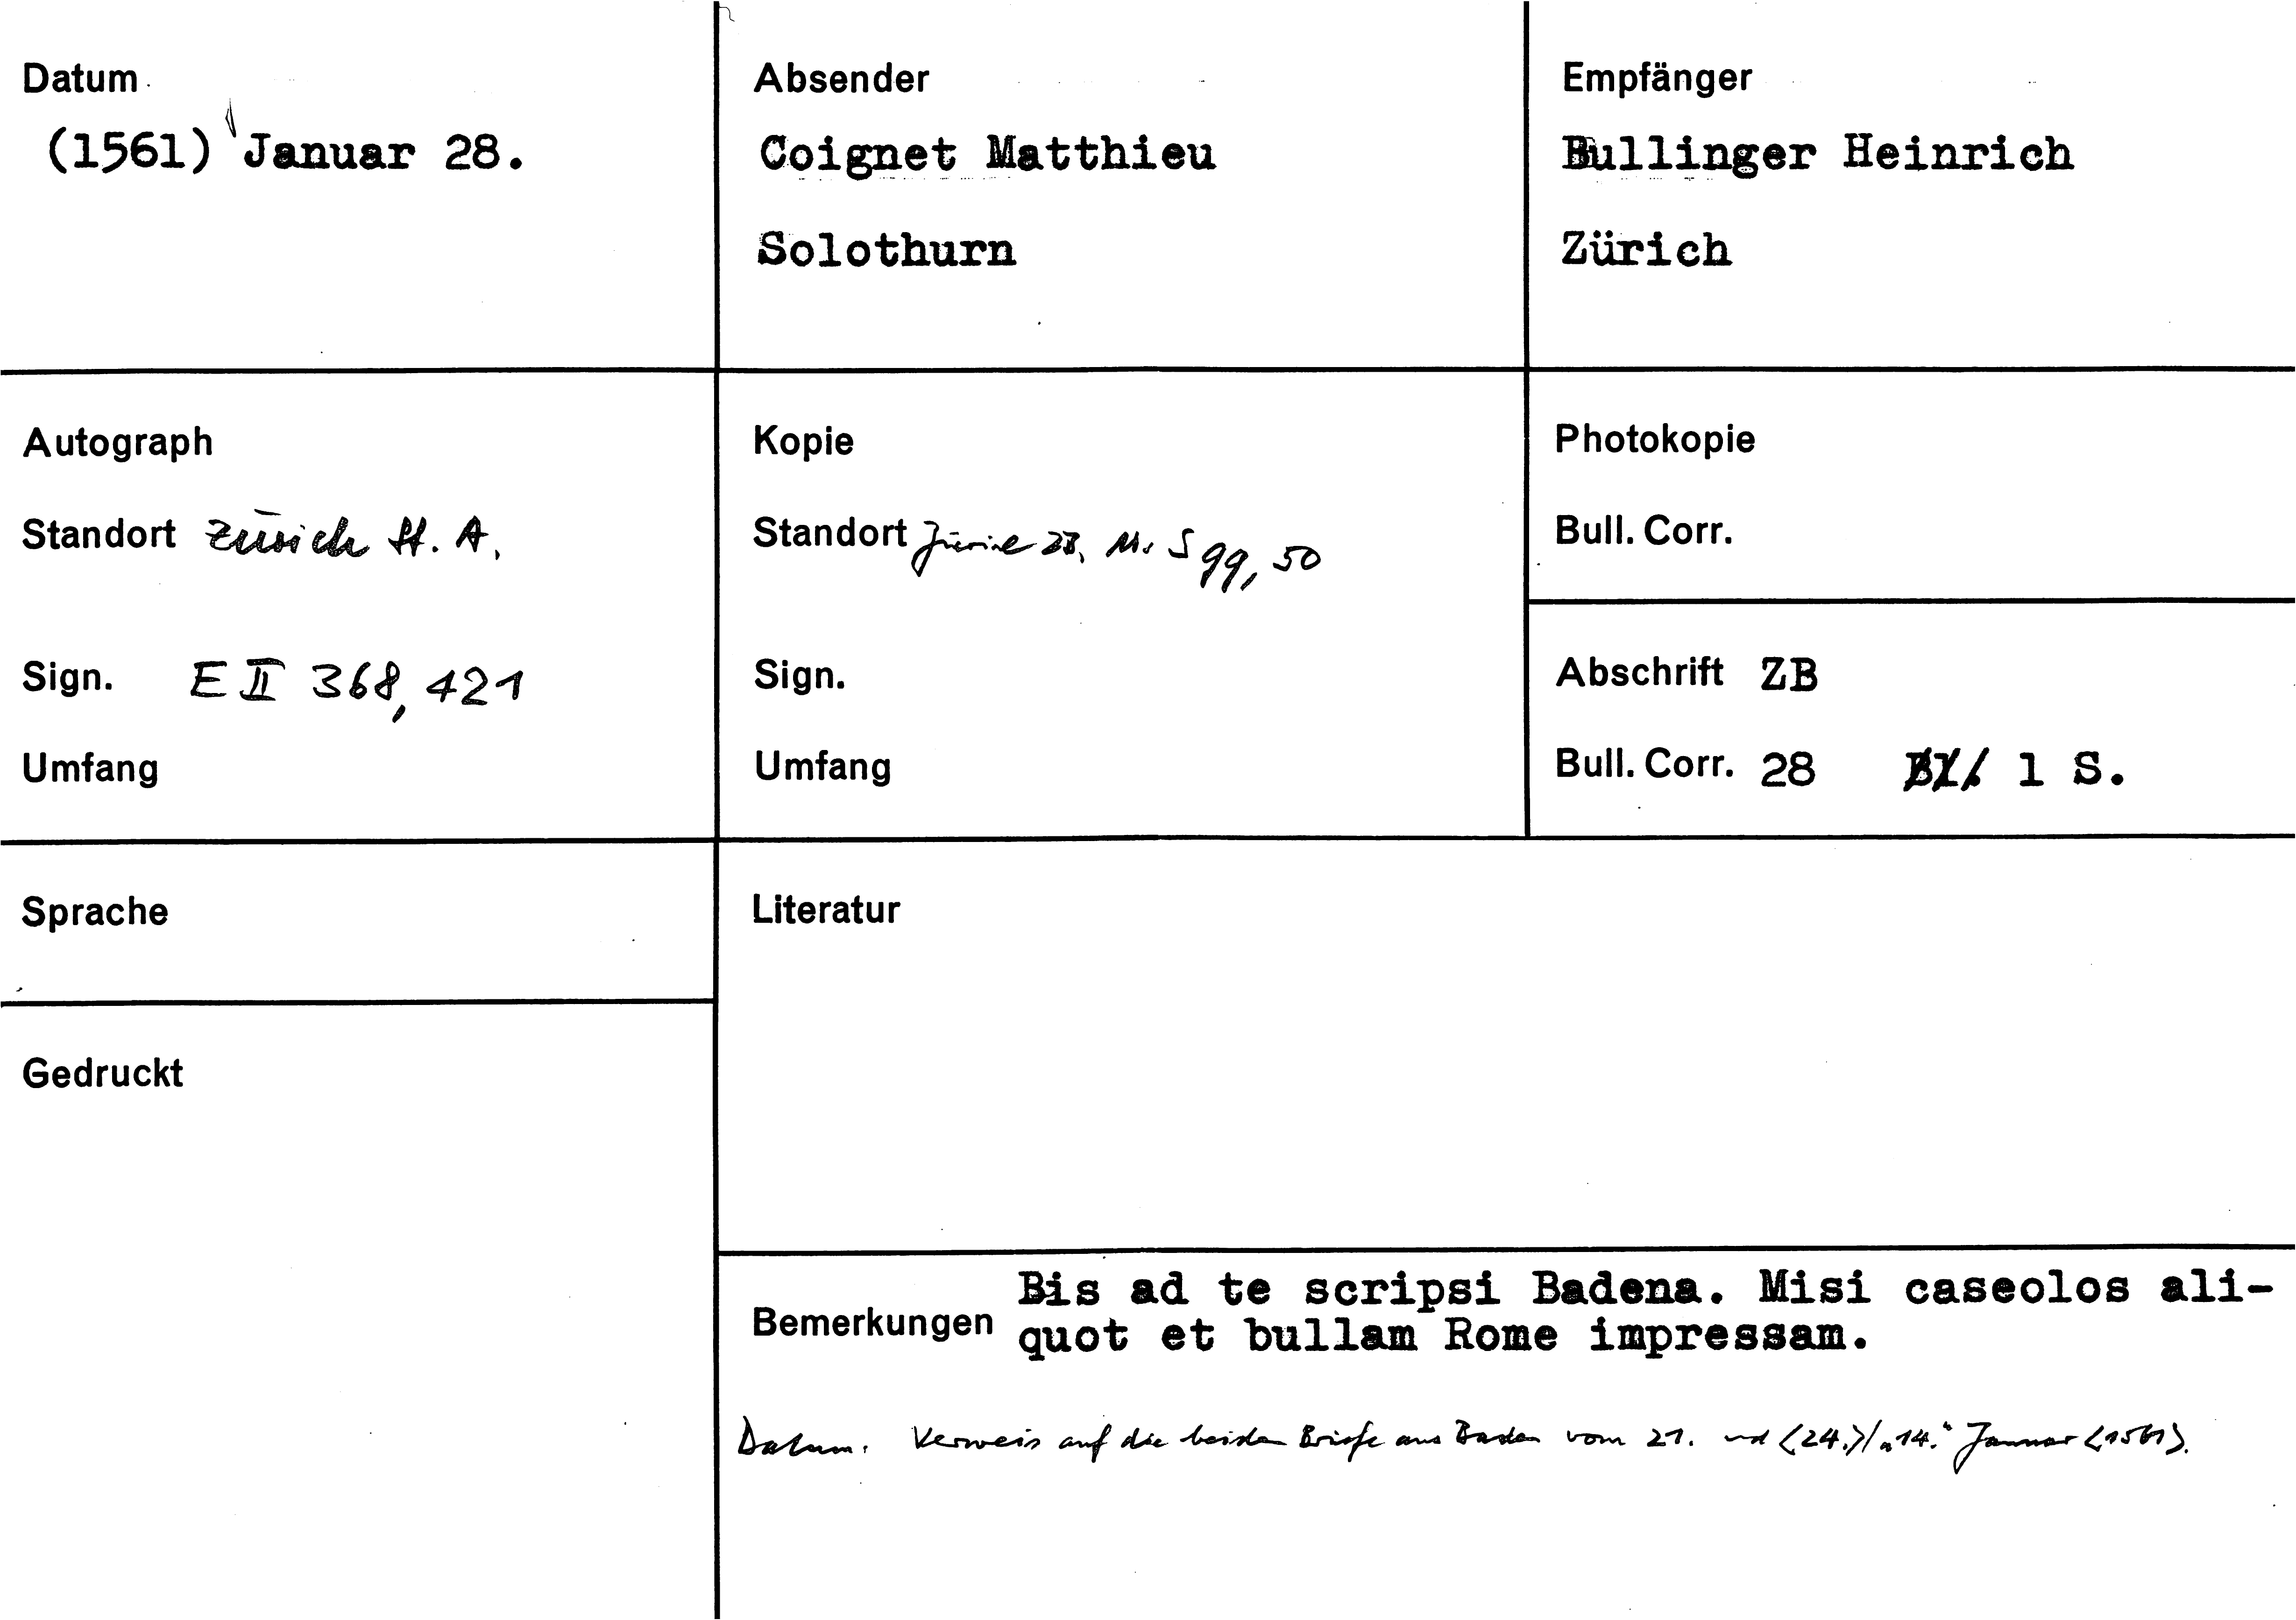 Datum
(1561) Januar 28.
Absender
Coignet Matthieu
Solothurn
Empfänger
Bullinger Heinrich
Zürich
Autograph
Standort Zürich St. A.
Sign. E II 368, 421
Umfang
Kopie
Standort Zürich ZB, Ms S 99, 50
Sign.
Umfang
Photokopie
Bull. Corr.
Abschrift ZB
Bull. Corr. 28 1 S.
Sprache
Gedruckt
Literatur
Bemerkungen
Bis ad te scripsi Badena. Misi caseolos ali-
quot et bullam Rome impressam.
Datum: Verweis auf die beiden Briefe aus Baden vom 21. und <24.>/„14.“ Januar <1561>.